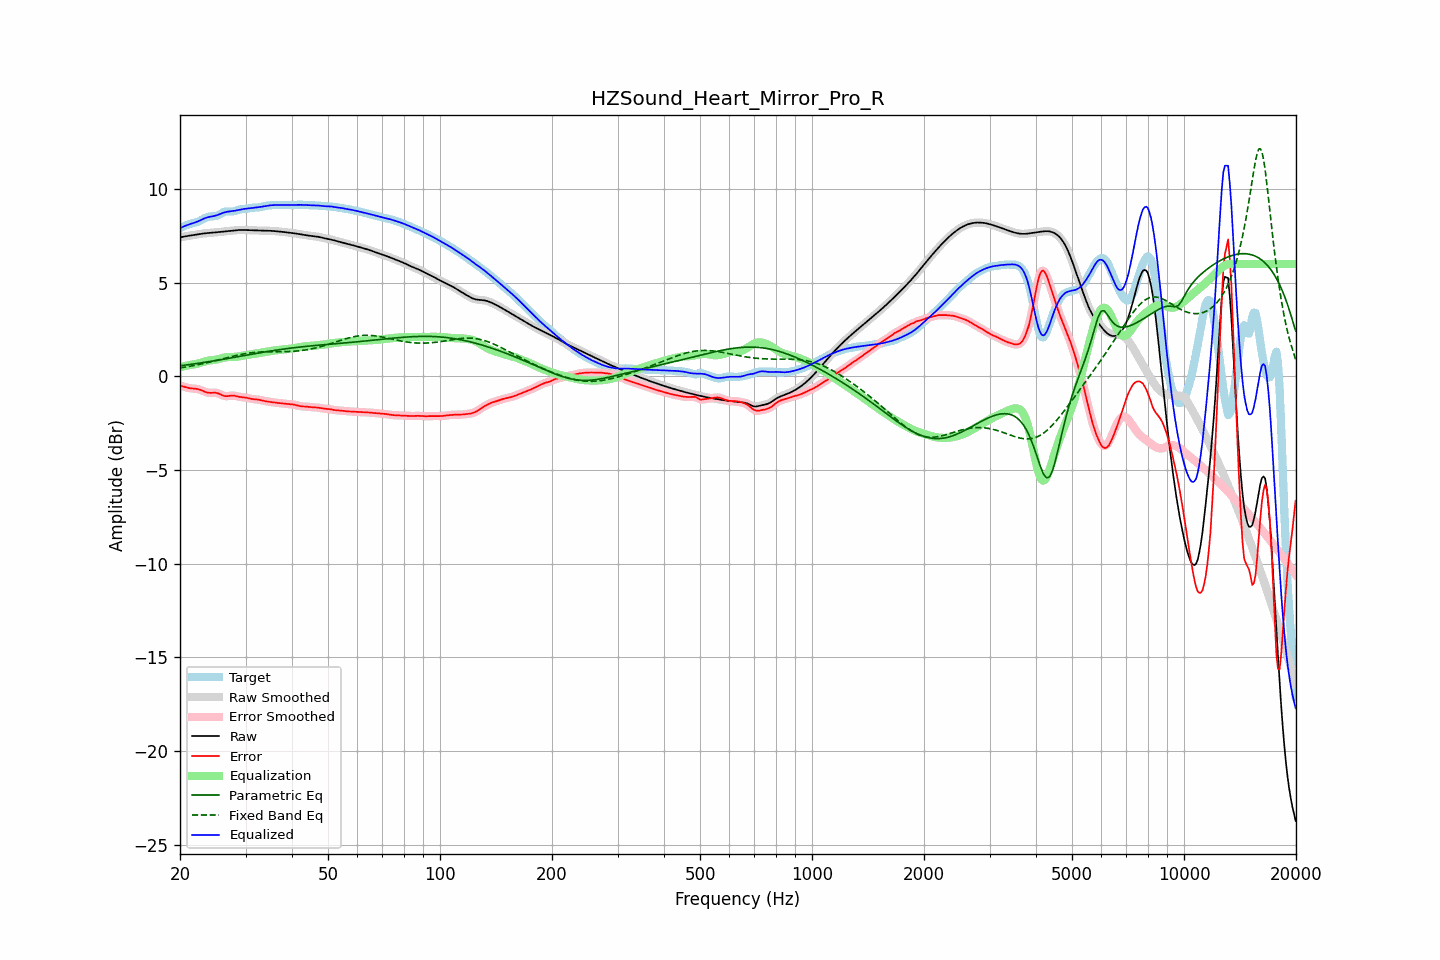 HZSound_Heart_Mirror_Pro_R
Amplitude (dBr)
10
5
0
−5
−10
−15
−20
−25
Target
Raw Smoothed
Error Smoothed
Raw
Error
Equalization
Parametric Eq
Fixed Band Eq
Equalized
20 50 100 200 500 1000 2000 5000 10000 20000
Frequency (Hz)